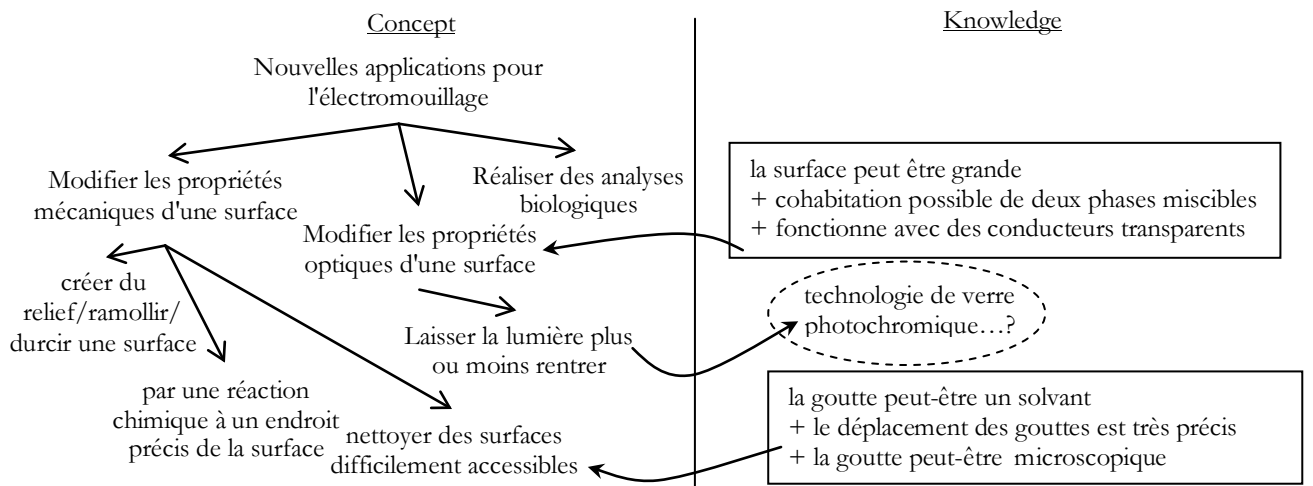 Concept
Nouvelles applications pour
l'électromouillage
Modifier les propriétés
mécaniques d'une surface
Réaliser des analyses
biologiques
Modifier les propriétés
optiques d'une surface
créer du
relief/ramollir/
durcir une surface
Laisser la lumière plus
ou moins rentrer
par une réaction
chimique à un endroit
précis de la surface
nettoyer des surfaces
difficilement accessibles
Knowledge
la surface peut être grande
+ cohabitation possible de deux phases miscibles
+ fonctionne avec des conducteurs transparents
technologie de verre
photochromique…?
la goutte peut-être un solvant
+ le déplacement des gouttes est très précis
+ la goutte peut-être microscopique